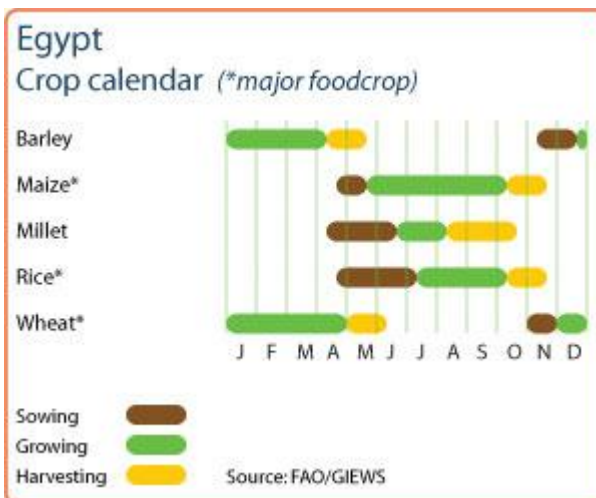 Egypt
Crop calendar (*major foodcrop)
Barley
Maize*
Millet
Rice*
Wheat*
J F M A M J J A S O N D
Sowing
Growing
Harvesting Source: FAO/GIEWS